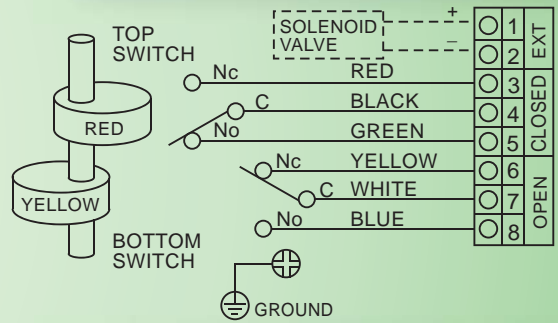 TOP
SWITCH
RED
YELLOW
BOTTOM
SWITCH
SOLENOID
VALVE
+
−
Nc RED
C BLACK
No GREEN
Nc YELLOW
C WHITE
No BLUE
GROUND
1
2
3
4
5
6
7
8
EXT
CLOSED
OPEN